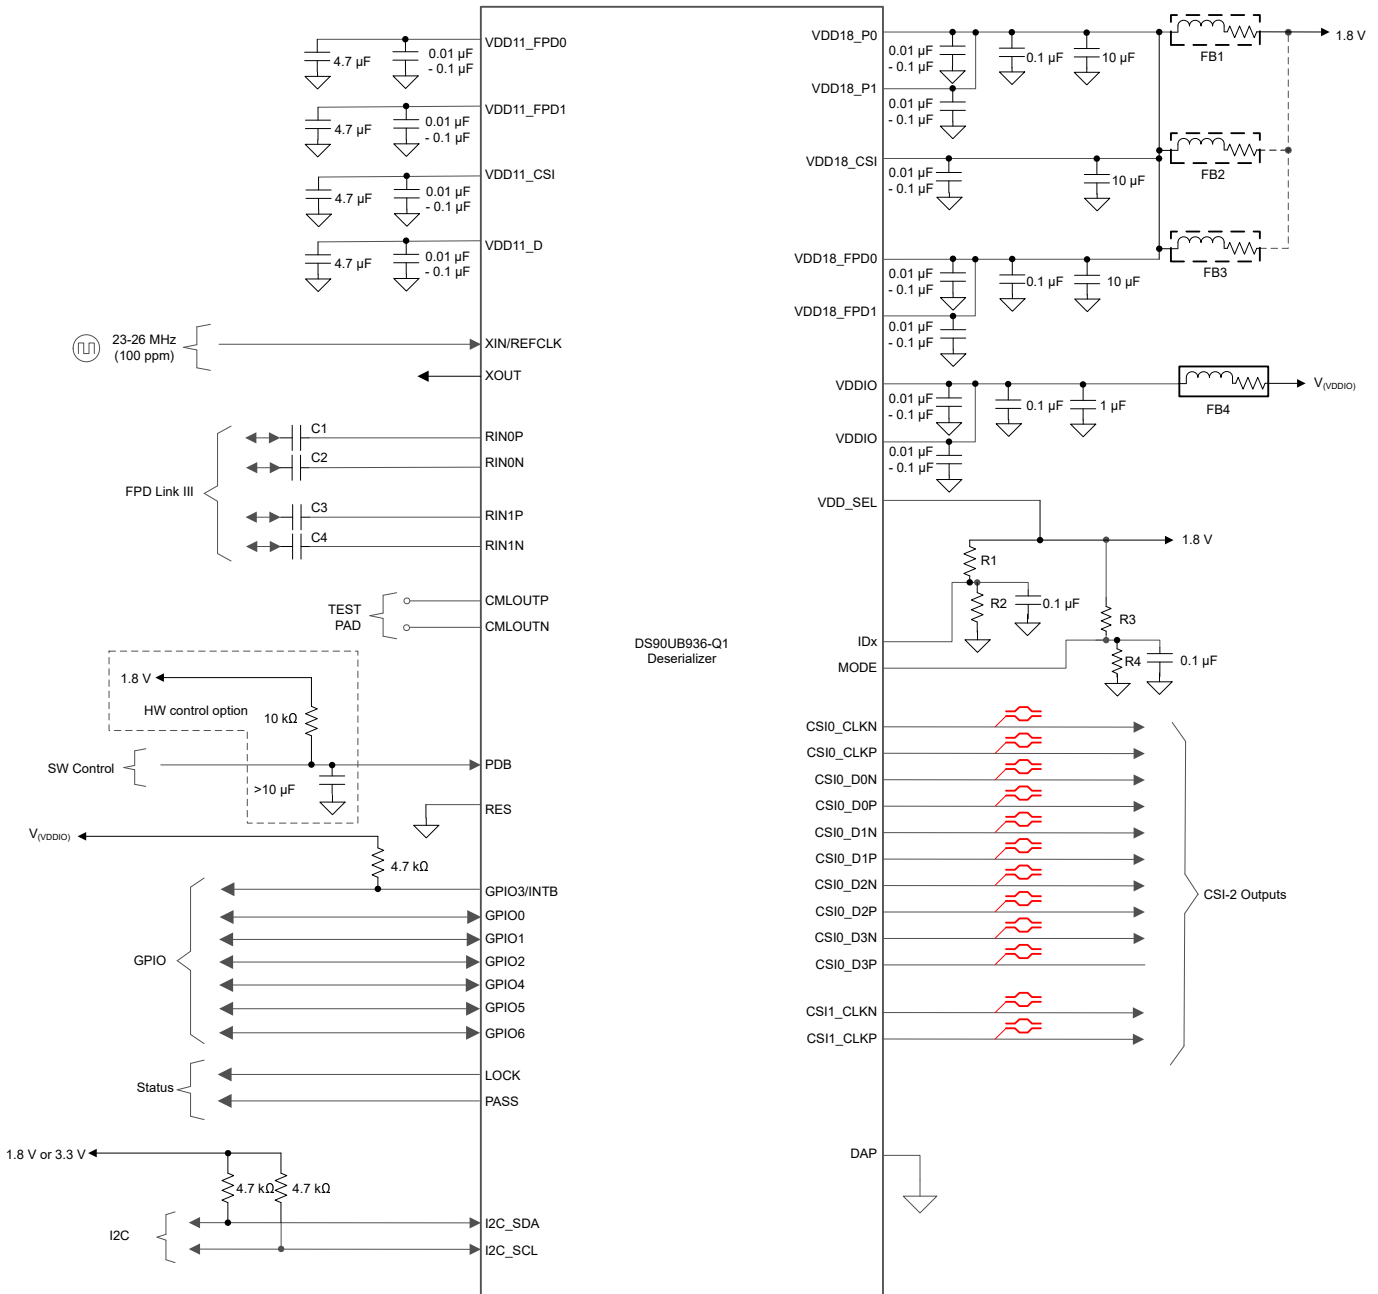 VDD11_FPD0
4.7 µF
0.01 µF
- 0.1 µF
VDD11_FPD1
4.7 µF
0.01 µF
- 0.1 µF
VDD11_CSI
4.7 µF
0.01 µF
- 0.1 µF
VDD11_D
4.7 µF
0.01 µF
- 0.1 µF
23-26 MHz
(100 ppm)
XIN/REFCLK
XOUT
FPD Link III
C1
RIN0P
C2
RIN0N
C3
RIN1P
C4
RIN1N
TEST
PAD
CMLOUTP
CMLOUTN
1.8 V
HW control option
10 kΩ
SW Control
PDB
>10 µF
RES
V(VDDIO)
4.7 kΩ
GPIO
GPIO3/INTB
GPIO0
GPIO1
GPIO2
GPIO4
GPIO5
GPIO6
Status
LOCK
PASS
1.8 V or 3.3 V
4.7 kΩ
4.7 kΩ
I2C
I2C_SDA
I2C_SCL
DS90UB936-Q1
Deserializer
VDD18_P0
0.01 µF
- 0.1 µF
0.1 µF
10 µF
FB1
1.8 V
VDD18_P1
0.01 µF
- 0.1 µF
VDD18_CSI
0.01 µF
- 0.1 µF
10 µF
FB2
VDD18_FPD0
0.01 µF
- 0.1 µF
0.1 µF
10 µF
FB3
VDD18_FPD1
0.01 µF
- 0.1 µF
VDDIO
0.01 µF
- 0.1 µF
0.1 µF
1 µF
FB4
V(VDDIO)
VDDIO
0.01 µF
- 0.1 µF
VDD_SEL
1.8 V
R1
R2
0.1 µF
R3
IDx
MODE
R4
0.1 µF
CSI0_CLKN
CSI0_CLKP
CSI0_D0N
CSI0_D0P
CSI0_D1N
CSI0_D1P
CSI0_D2N
CSI0_D2P
CSI0_D3N
CSI0_D3P
CSI1_CLKN
CSI1_CLKP
CSI-2 Outputs
DAP